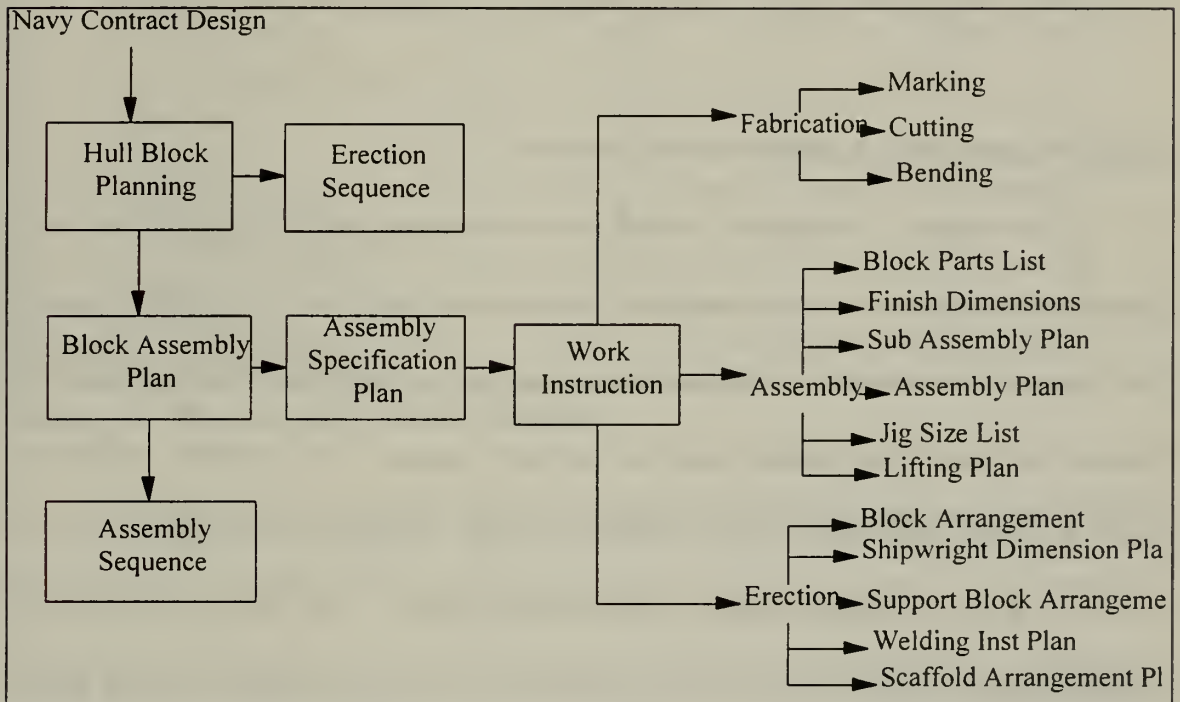 Navy Contract Design
Hull Block
Planning
Erection
Sequence
Block Assembly
Plan
Assembly
Specification
Plan
Assembly
Sequence
Work
Instruction
Fabrication
Marking
Cutting
Bending
Assembly
Block Parts List
Finish Dimensions
Sub Assembly Plan
Assembly Plan
Jig Size List
Lifting Plan
Erection
Block Arrangement
Shipwright Dimension Pla
Support Block Arrangeme
Welding Inst Plan
Scaffold Arrangement Pl